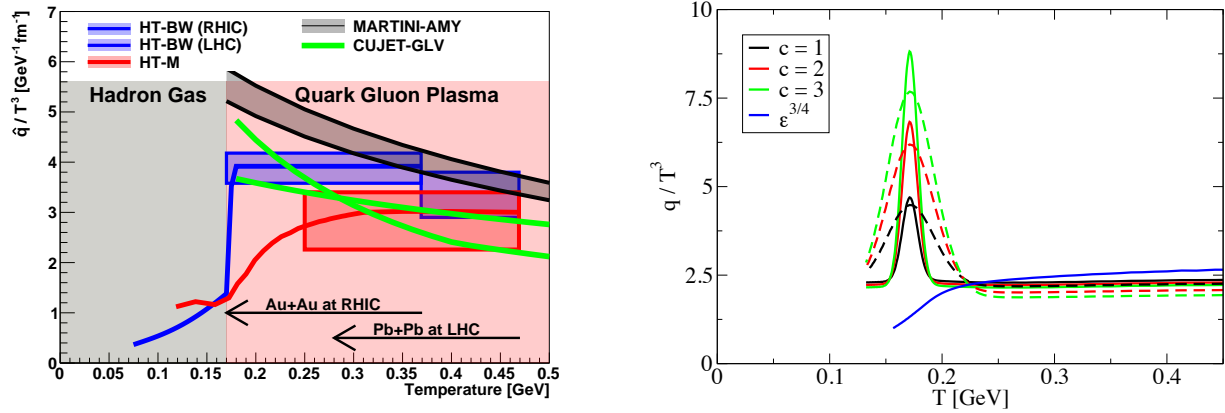 7
6
5
4
3
2
1
0
q̂ / T³ [GeV⁻¹fm⁻¹]
HT-BW (RHIC)
HT-BW (LHC)
HT-M
MARTINI-AMY
CUJET-GLV
Hadron Gas
Quark Gluon Plasma
Au+Au at RHIC
Pb+Pb at LHC
0 0.05 0.1 0.15 0.2 0.25 0.3 0.35 0.4 0.45 0.5
Temperature [GeV]
10
7.5
5
2.5
0
q / T³
c = 1
c = 2
c = 3
ε^3/4
0 0.1 0.2 0.3 0.4
T [GeV]